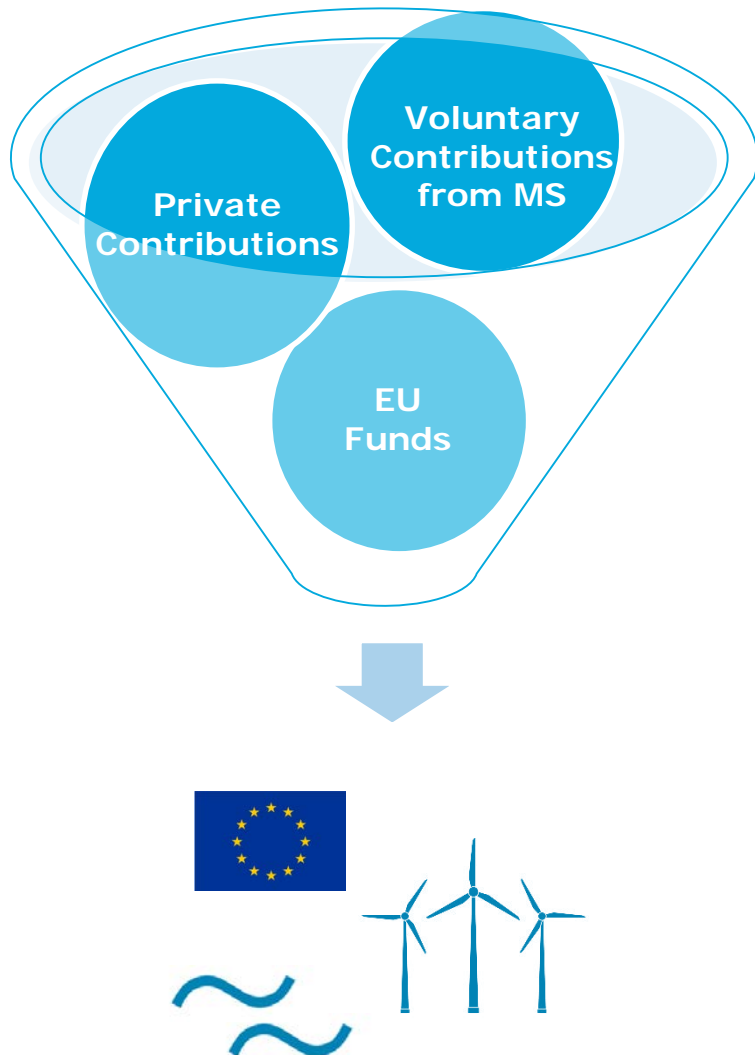 Voluntary
Contributions
from MS
Private
Contributions
EU
Funds